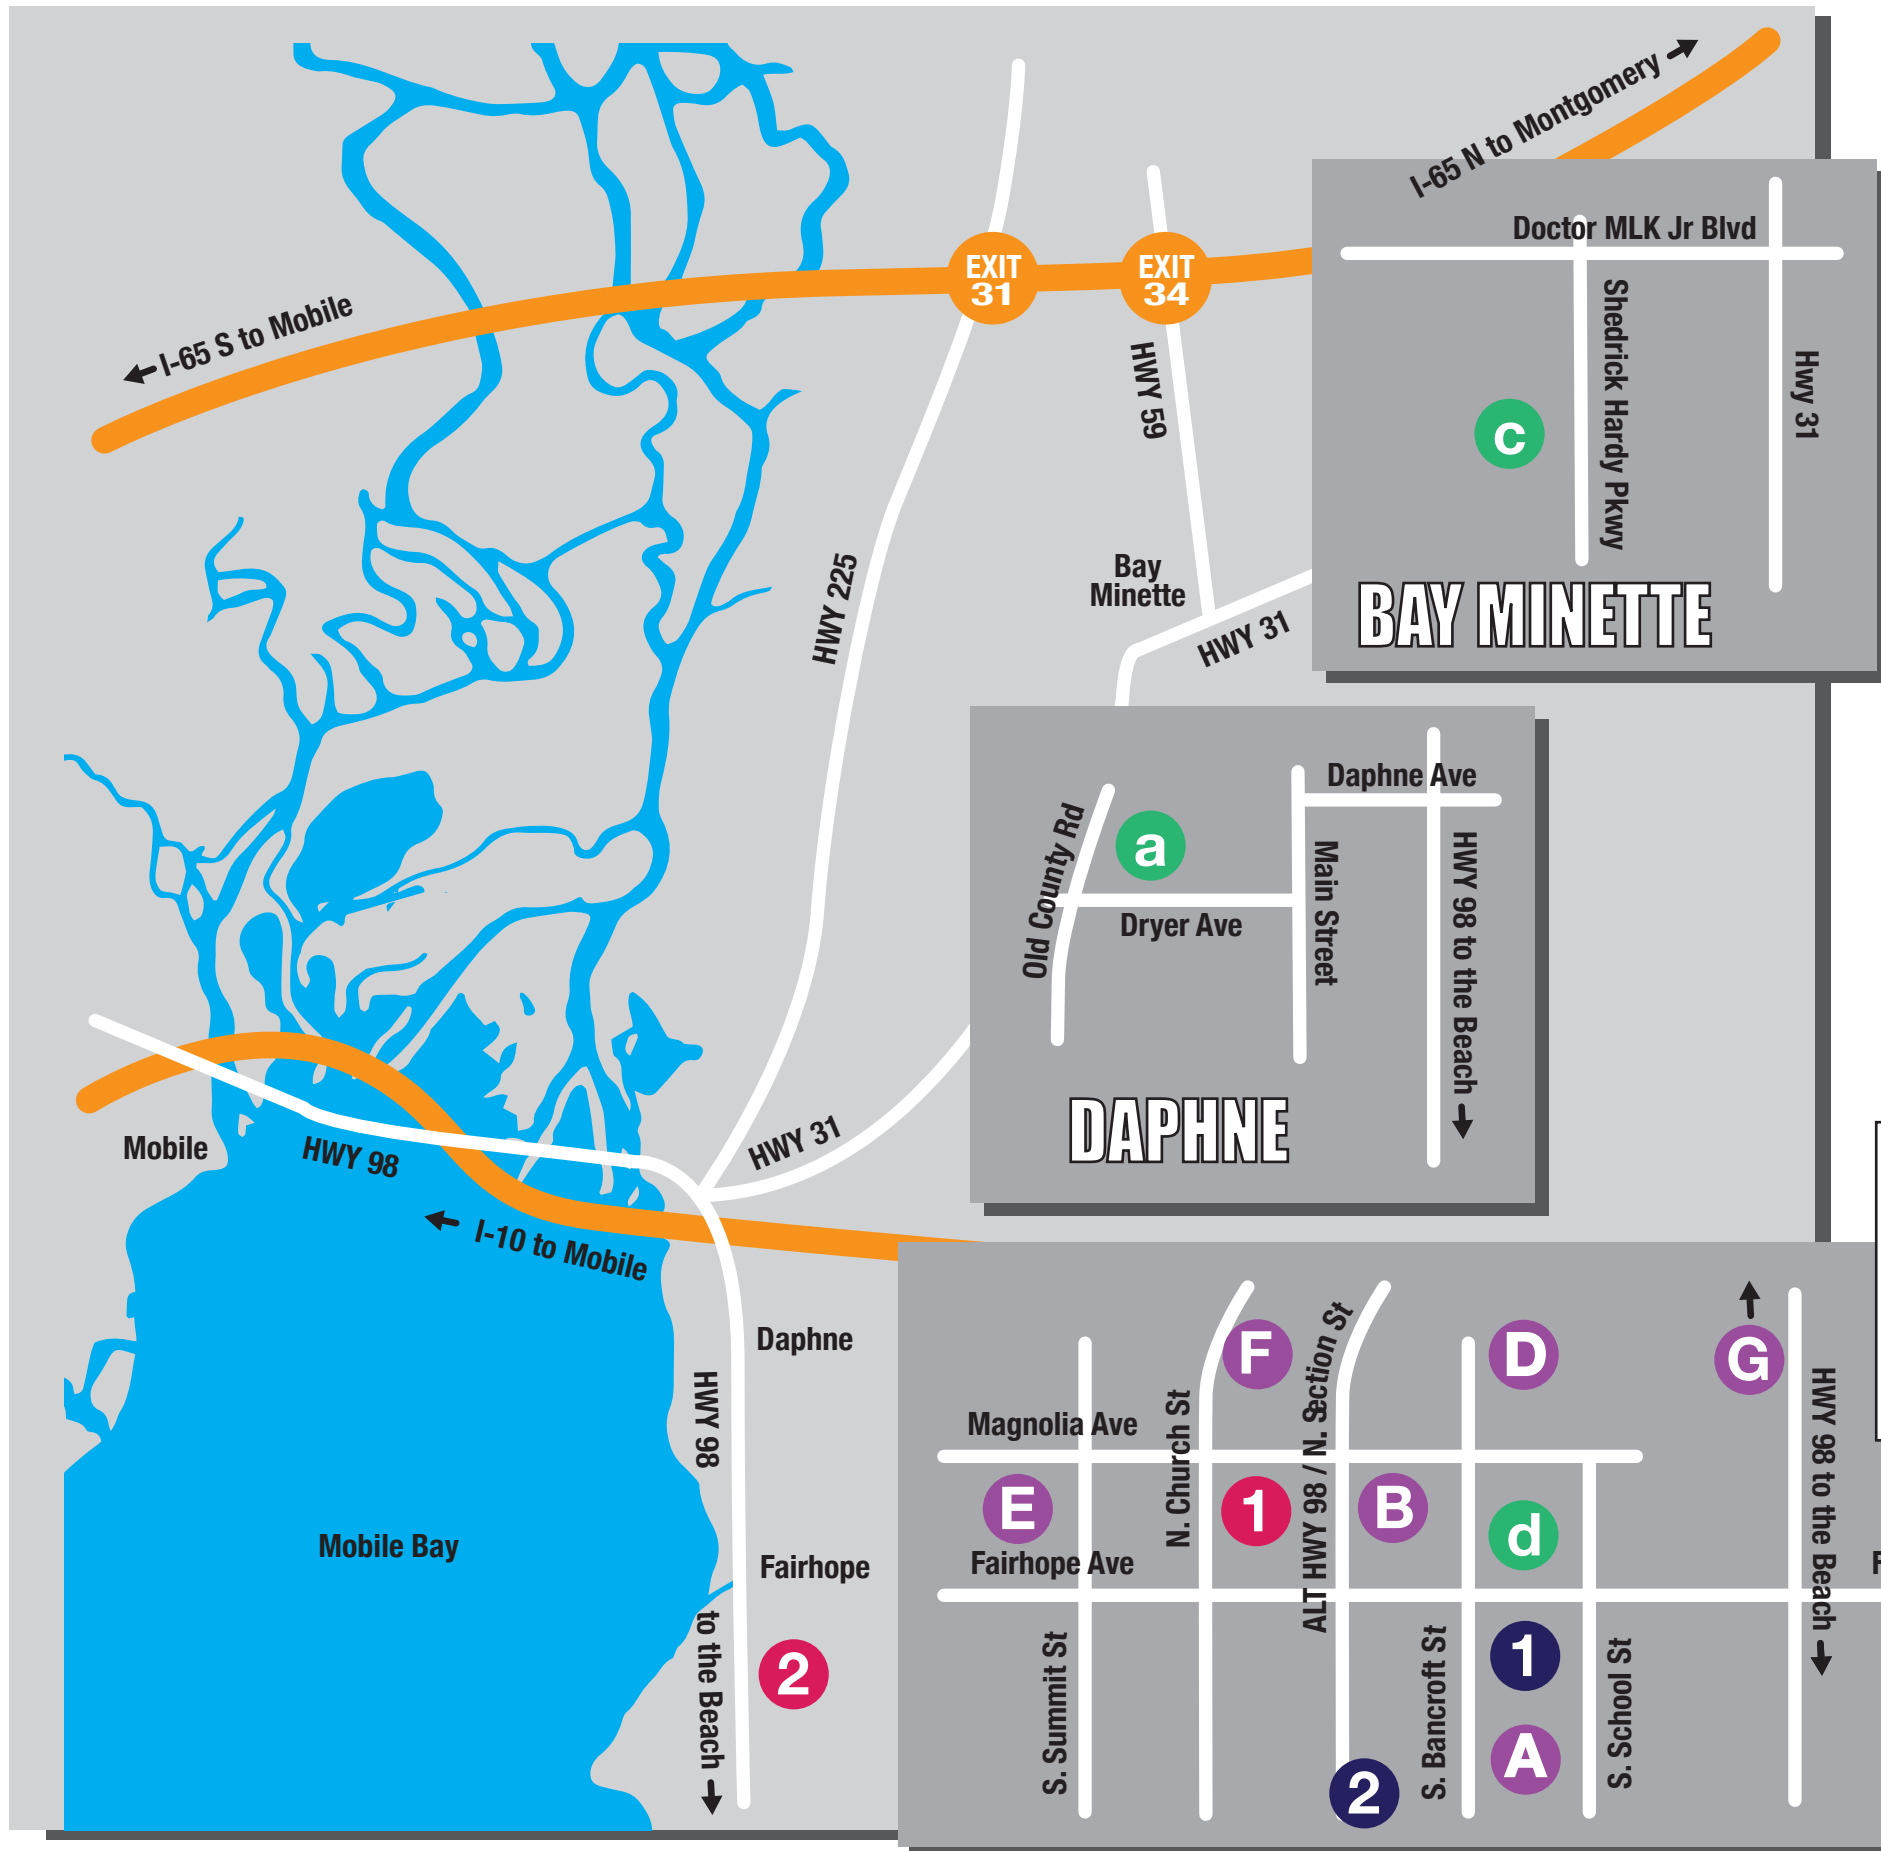 I-65 N to Montgomery
Doctor MLK Jr Blvd
EXIT
31
EXIT
34
I-65 S to Mobile
HWY 59
Shedrick Hardy Pkwy
Hwy 31
c
HWY 225
Bay
Minette
HWY 31
BAY MINETTE
Daphne Ave
Old County Rd
a
Main Street
HWY 98 to the Beach
Dryer Ave
DAPHNE
Mobile
HWY 98
HWY 31
I-10 to Mobile
Daphne
HWY 98
to the Beach
Mobile Bay
Fairhope
2
F
ALT HWY 98 / N. Section St
D
G
HWY 98 to the Beach
Magnolia Ave
N. Church St
E
1
B
d
Fairhope Ave
F
S. Summit St
S. Bancroft St
1
S. School St
A
2